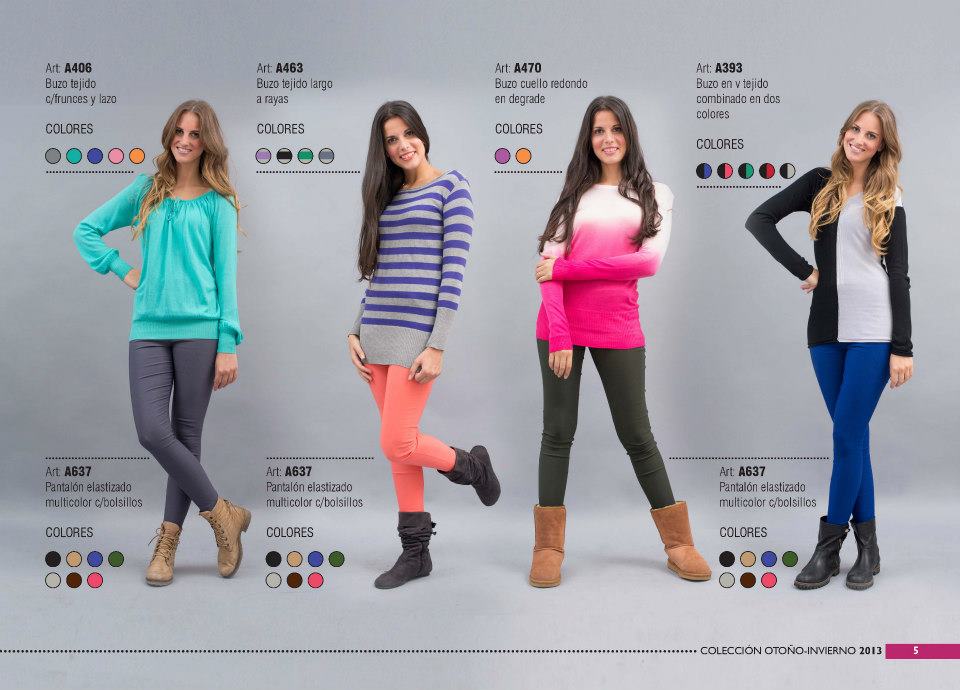 Art: A406
Buzo tejido
c/frunces y lazo
COLORES
Art: A463
Buzo tejido largo
a rayas
COLORES
Art: A470
Buzo cuello redondo
en degrade
COLORES
Art: A393
Buzo en v tejido
combinado en dos
colores
COLORES
Art: A637
Pantalón elastizado
multicolor c/bolsillos
COLORES
Art: A637
Pantalón elastizado
multicolor c/bolsillos
COLORES
Art: A637
Pantalón elastizado
multicolor c/bolsillos
COLORES
COLECCIÓN OTOÑO-INVIERNO 2013 5